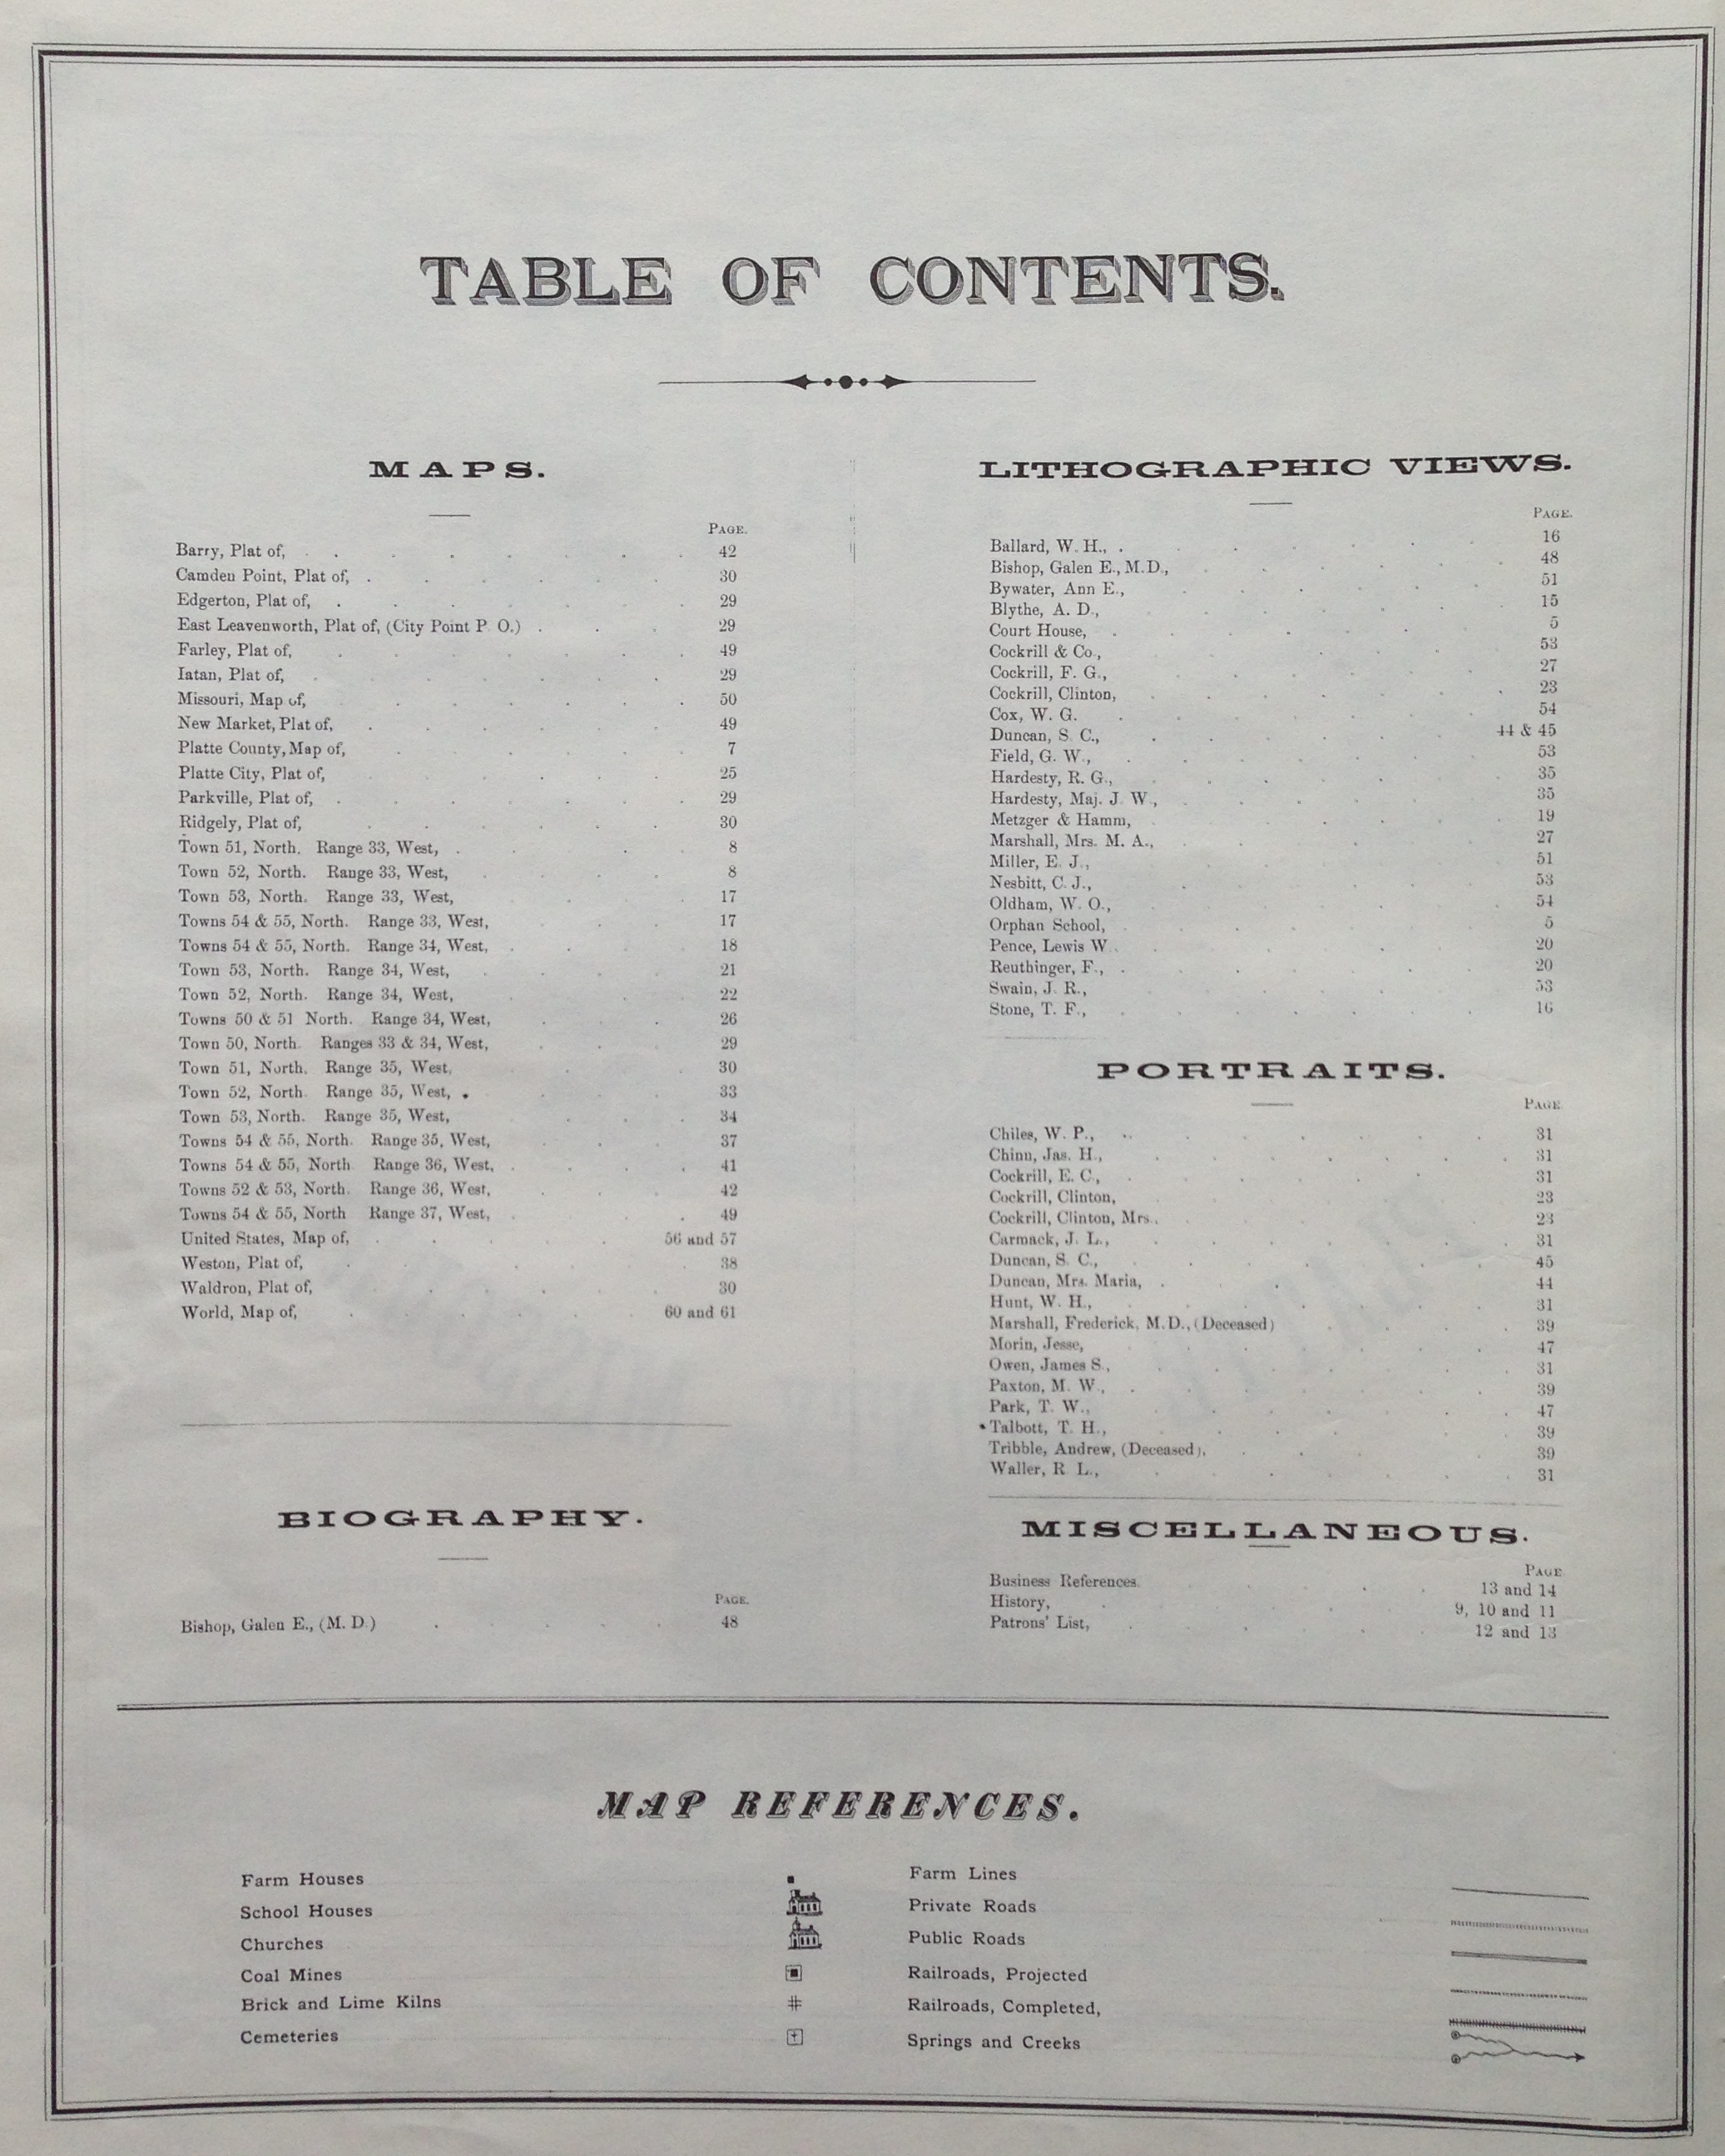 TABLE OF CONTENTS.
MAPS.
PAGE.
Barry, Plat of, 42
Camden Point, Plat of, 30
Edgerton, Plat of, 29
East Leavenworth, Plat of, (City Point P. O.) 29
Farley, Plat of, 49
Iatan, Plat of, 29
Missouri, Map of, 50
New Market, Plat of, 49
Platte County, Map of, 7
Platte City, Plat of, 25
Parkville, Plat of, 29
Ridgely, Plat of, 30
Town 51, North. Range 33, West, 8
Town 52, North. Range 33, West, 8
Town 53, North. Range 33, West, 17
Towns 54 & 55, North. Range 33, West, 17
Towns 54 & 55, North. Range 34, West, 18
Town 53, North. Range 34, West, 21
Town 52, North. Range 34, West, 22
Towns 50 & 51 North. Range 34, West, 26
Town 50, North. Ranges 33 & 34, West, 29
Town 51, North. Range 35, West, 30
Town 52, North. Range 35, West, 33
Town 53, North. Range 35, West, 34
Towns 54 & 55, North. Range 35, West, 37
Towns 54 & 55, North Range 36, West, 41
Towns 52 & 53, North. Range 36, West, 42
Towns 54 & 55, North Range 37, West, 49
United States, Map of, 56 and 57
Weston, Plat of, 38
Waldron, Plat of, 30
World, Map of, 60 and 61
BIOGRAPHY.
PAGE.
Bishop, Galen E., (M. D.) 48
LITHOGRAPHIC VIEWS.
PAGE.
Ballard, W. H., 16
Bishop, Galen E., M.D., 48
Bywater, Ann E., 51
Blythe, A. D., 15
Court House, 5
Cockrill & Co., 53
Cockrill, F. G., 27
Cockrill, Clinton, 23
Cox, W. G. 54
Duncan, S. C., 44 & 45
Field, G. W., 53
Hardesty, R. G., 35
Hardesty, Maj. J. W., 35
Metzger & Hamm, 19
Marshall, Mrs. M. A., 27
Miller, E. J., 51
Nesbitt, C. J., 53
Oldham, W. O., 54
Orphan School, 5
Pence, Lewis W. 20
Reuthinger, F., 20
Swain, J. R., 53
Stone, T. F., 16
PORTRAITS.
PAGE
Chiles, W. P., 31
Chinn, Jas. H., 31
Cockrill, E. C., 31
Cockrill, Clinton, 23
Cockrill, Clinton, Mrs., 23
Carmack, J. L., 31
Duncan, S. C., 45
Duncan, Mrs. Maria, 44
Hunt, W. H., 31
Marshall, Frederick, M.D., (Deceased) 39
Morin, Jesse, 47
Owen, James S., 31
Paxton, M. W., 39
Park, T. W., 47
Talbott, T. H., 39
Tribble, Andrew, (Deceased), 39
Waller, R. L., 31
MISCELLANEOUS.
PAGE
Business References. 13 and 14
History, 9, 10 and 11
Patrons' List, 12 and 13
MAP REFERENCES.
Farm Houses
School Houses
Churches
Coal Mines
Brick and Lime Kilns
Cemeteries
Farm Lines
Private Roads
Public Roads
Railroads, Projected
Railroads, Completed,
Springs and Creeks